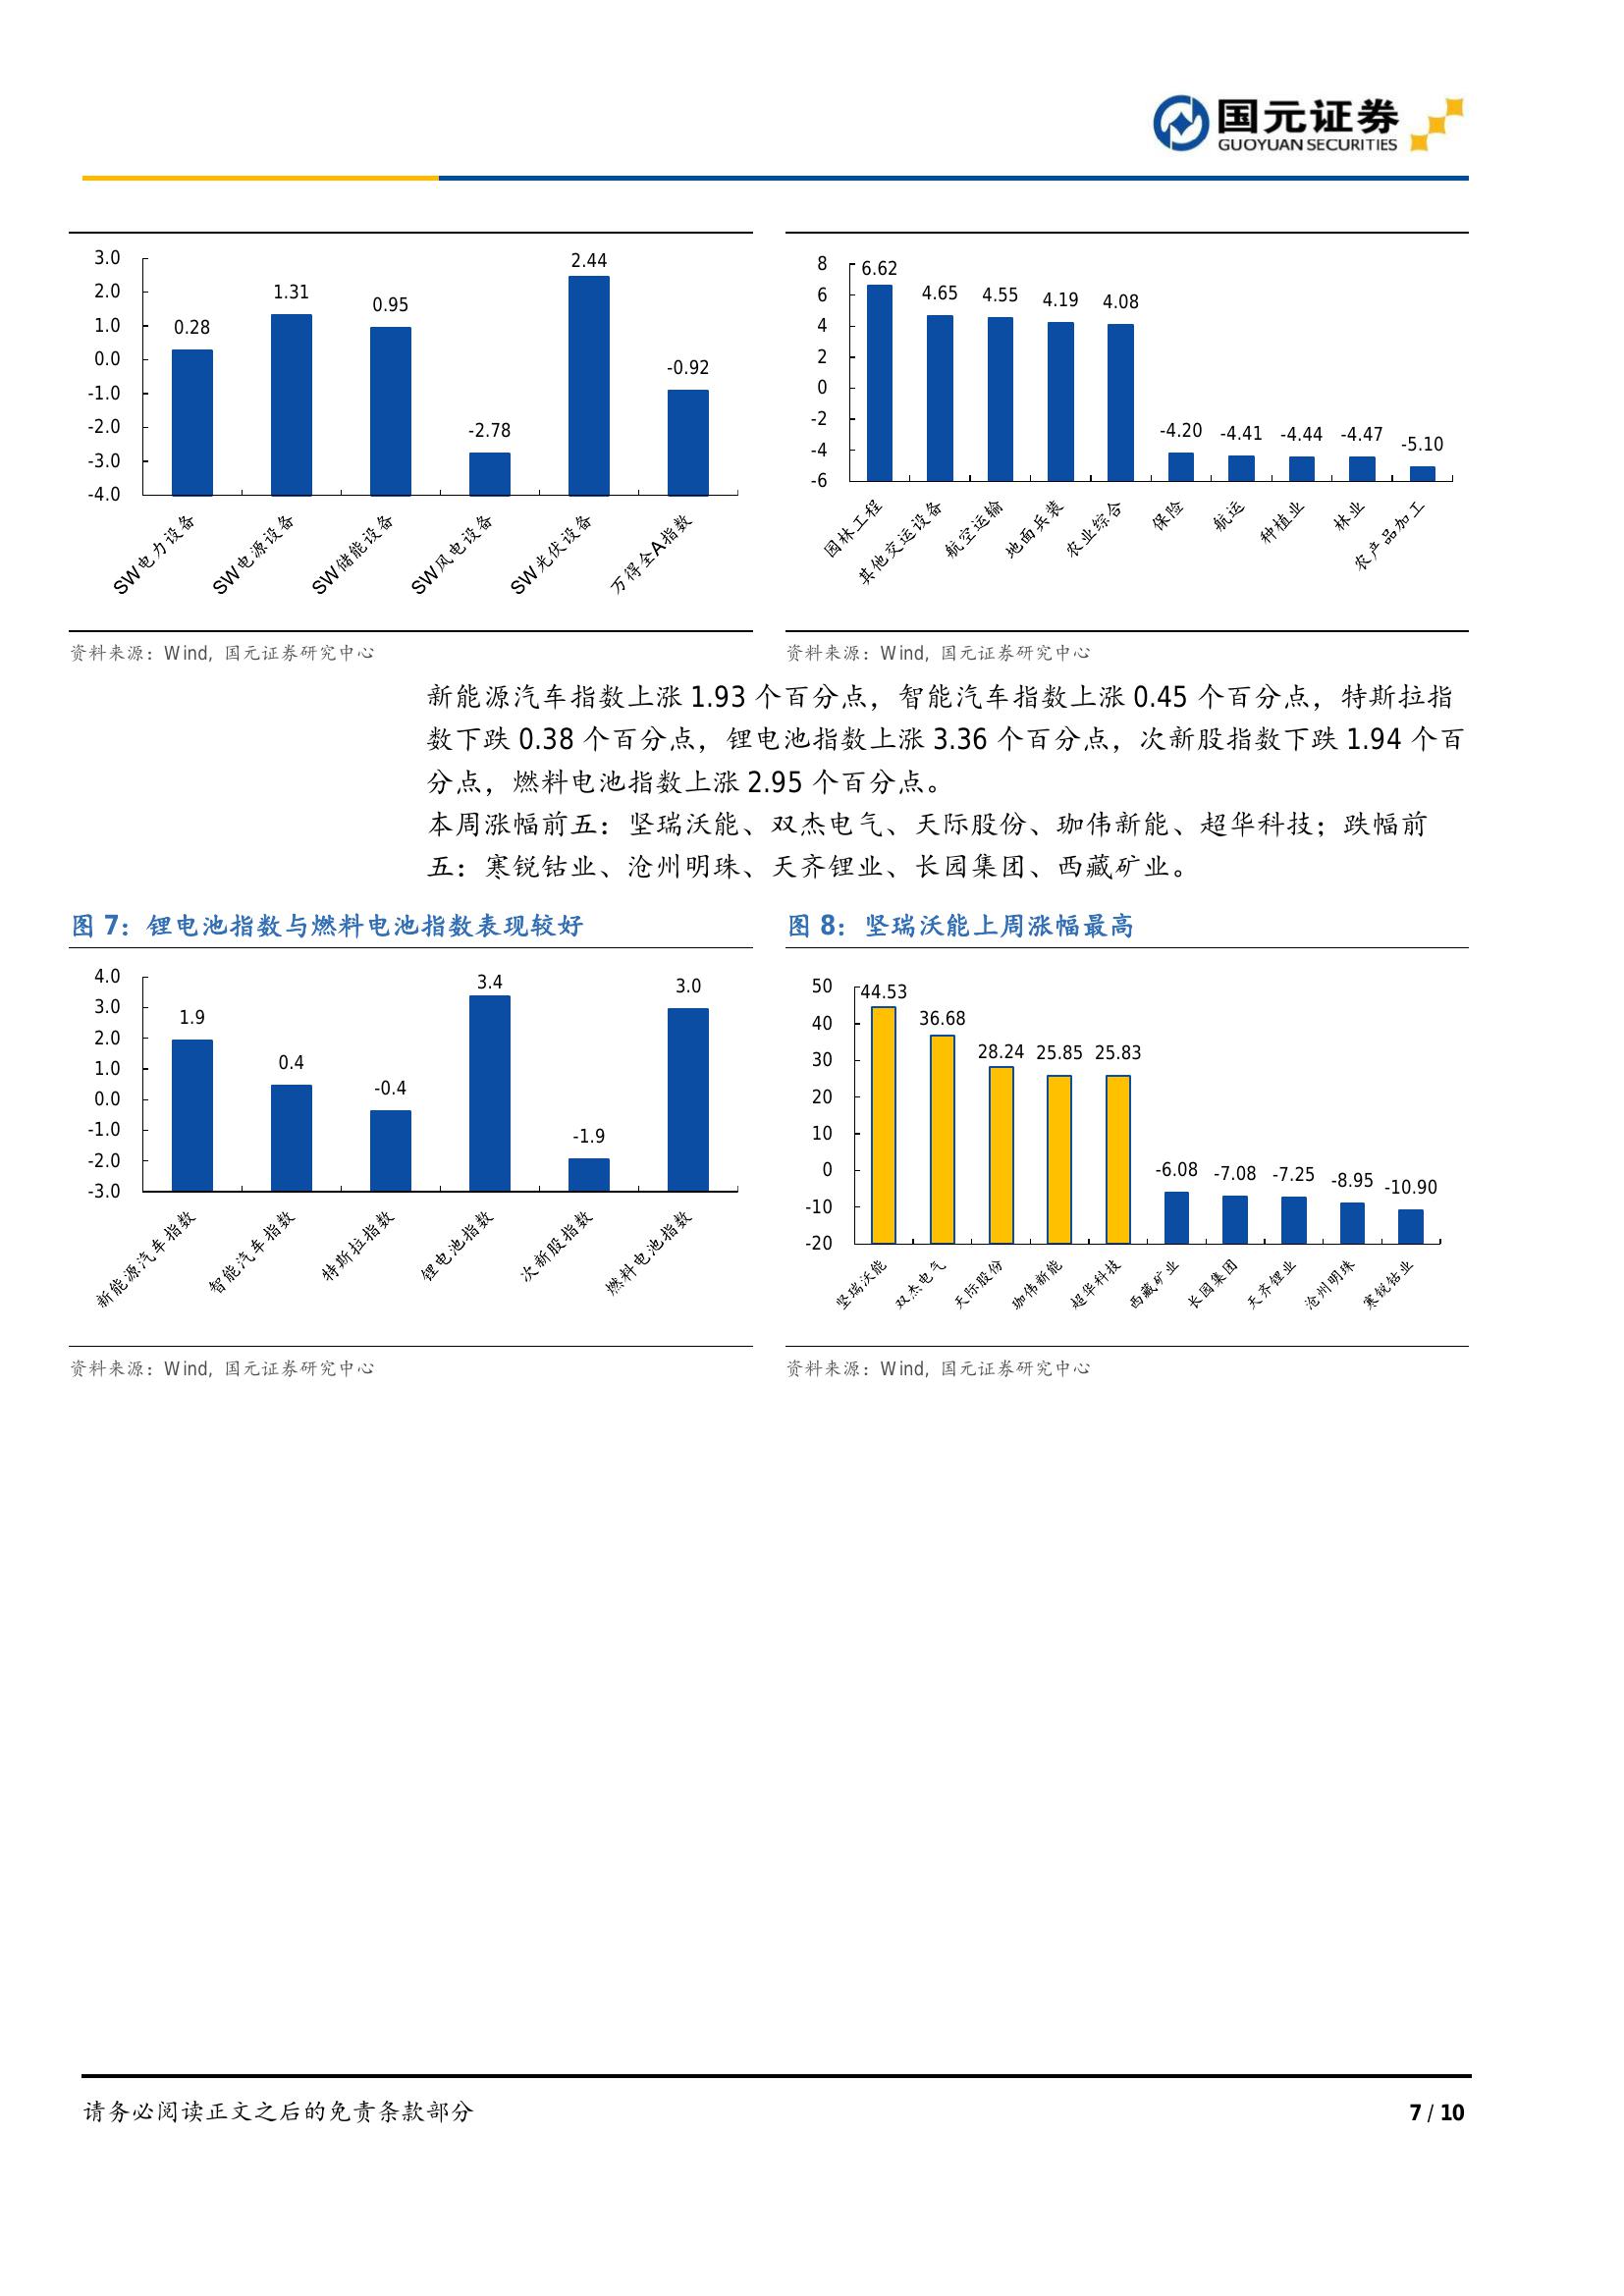 国元证券
GUOYUAN SECURITIES
3.0
2.0
1.0
0.0
-1.0
-2.0
-3.0
-4.0
0.28
1.31
0.95
-2.78
2.44
-0.92
SW电力设备
SW电源设备
SW储能设备
SW风电设备
SW光伏设备
万得全A指数
资料来源：Wind，国元证券研究中心
8
6
4
2
0
-2
-4
-6
6.62
4.65
4.55
4.19
4.08
-4.20
-4.41
-4.44
-4.47
-5.10
园林工程
其他交运设备
航空运输
地面兵装
农业综合
保险
航运
种植业
林业
农产品加工
资料来源：Wind，国元证券研究中心
新能源汽车指数上涨 1.93 个百分点，智能汽车指数上涨 0.45 个百分点，特斯拉指
数下跌 0.38 个百分点，锂电池指数上涨 3.36 个百分点，次新股指数下跌 1.94 个百
分点，燃料电池指数上涨 2.95 个百分点。
本周涨幅前五：坚瑞沃能、双杰电气、天际股份、珈伟新能、超华科技；跌幅前
五：寒锐钴业、沧州明珠、天齐锂业、长园集团、西藏矿业。
图 7：锂电池指数与燃料电池指数表现较好
4.0
3.0
2.0
1.0
0.0
-1.0
-2.0
-3.0
1.9
0.4
-0.4
3.4
-1.9
3.0
新能源汽车指数
智能汽车指数
特斯拉指数
锂电池指数
次新股指数
燃料电池指数
资料来源：Wind，国元证券研究中心
图 8：坚瑞沃能上周涨幅最高
50
40
30
20
10
0
-10
-20
44.53
36.68
28.24
25.85
25.83
-6.08
-7.08
-7.25
-8.95
-10.90
坚瑞沃能
双杰电气
天际股份
珈伟新能
超华科技
西藏矿业
长园集团
天齐锂业
沧州明珠
寒锐钴业
资料来源：Wind，国元证券研究中心
请务必阅读正文之后的免责条款部分
7 / 10